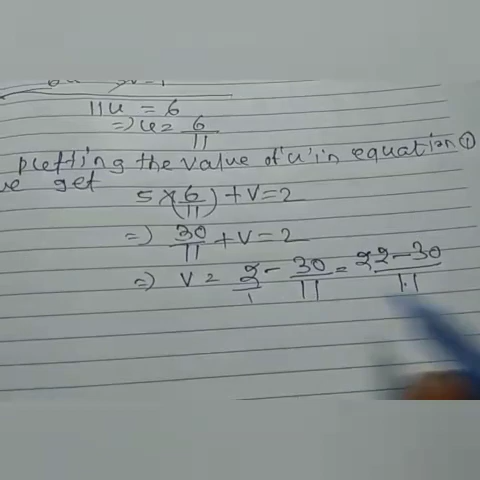 11u = 6
=> u = 6/11
putting the value of 'u' in equation ①
we get
5 × (6/11) + v = 2
=> 30/11 + v = 2
=> v = 2/1 - 30/11 = 22-30/11